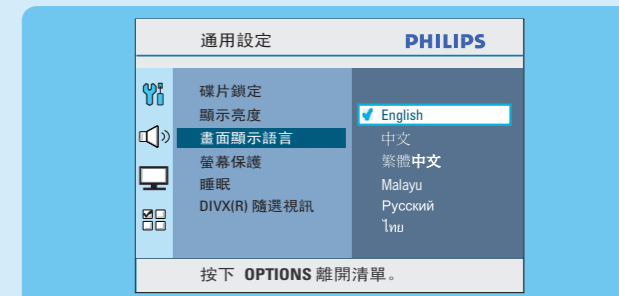 通用設定
PHILIPS
碟片鎖定
顯示亮度
畫面顯示語言
螢幕保護
睡眠
DIVX(R) 隨選視訊
English
中文
繁體中文
Malayu
Русский
ไทย
按下 OPTIONS 離開清單。